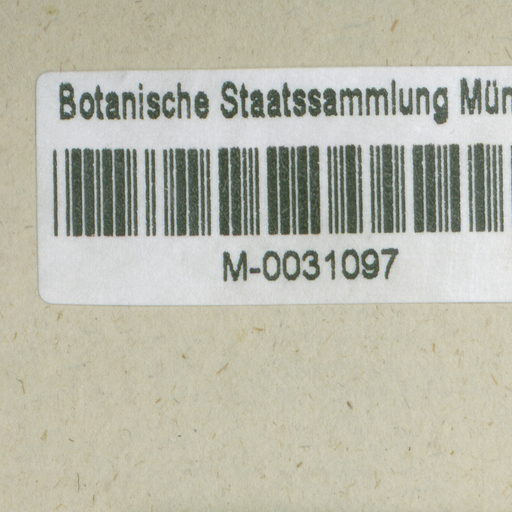 Botanische Staatssammlung Mün
M-0031097